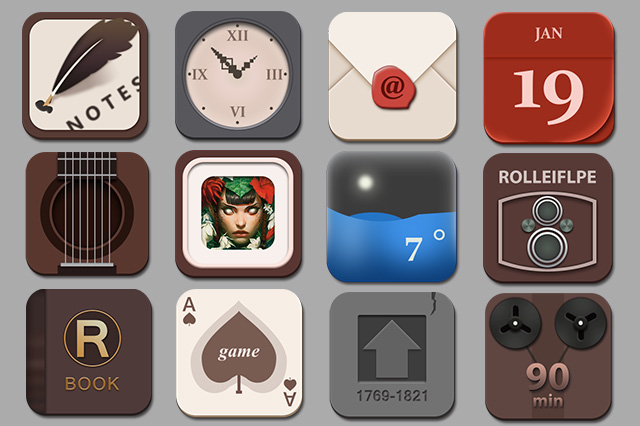 NOTES
XII
IX
III
VI
@
JAN
19
7°
ROLLEIFLPE
R
BOOK
A
game
A
1769-1821
90
min